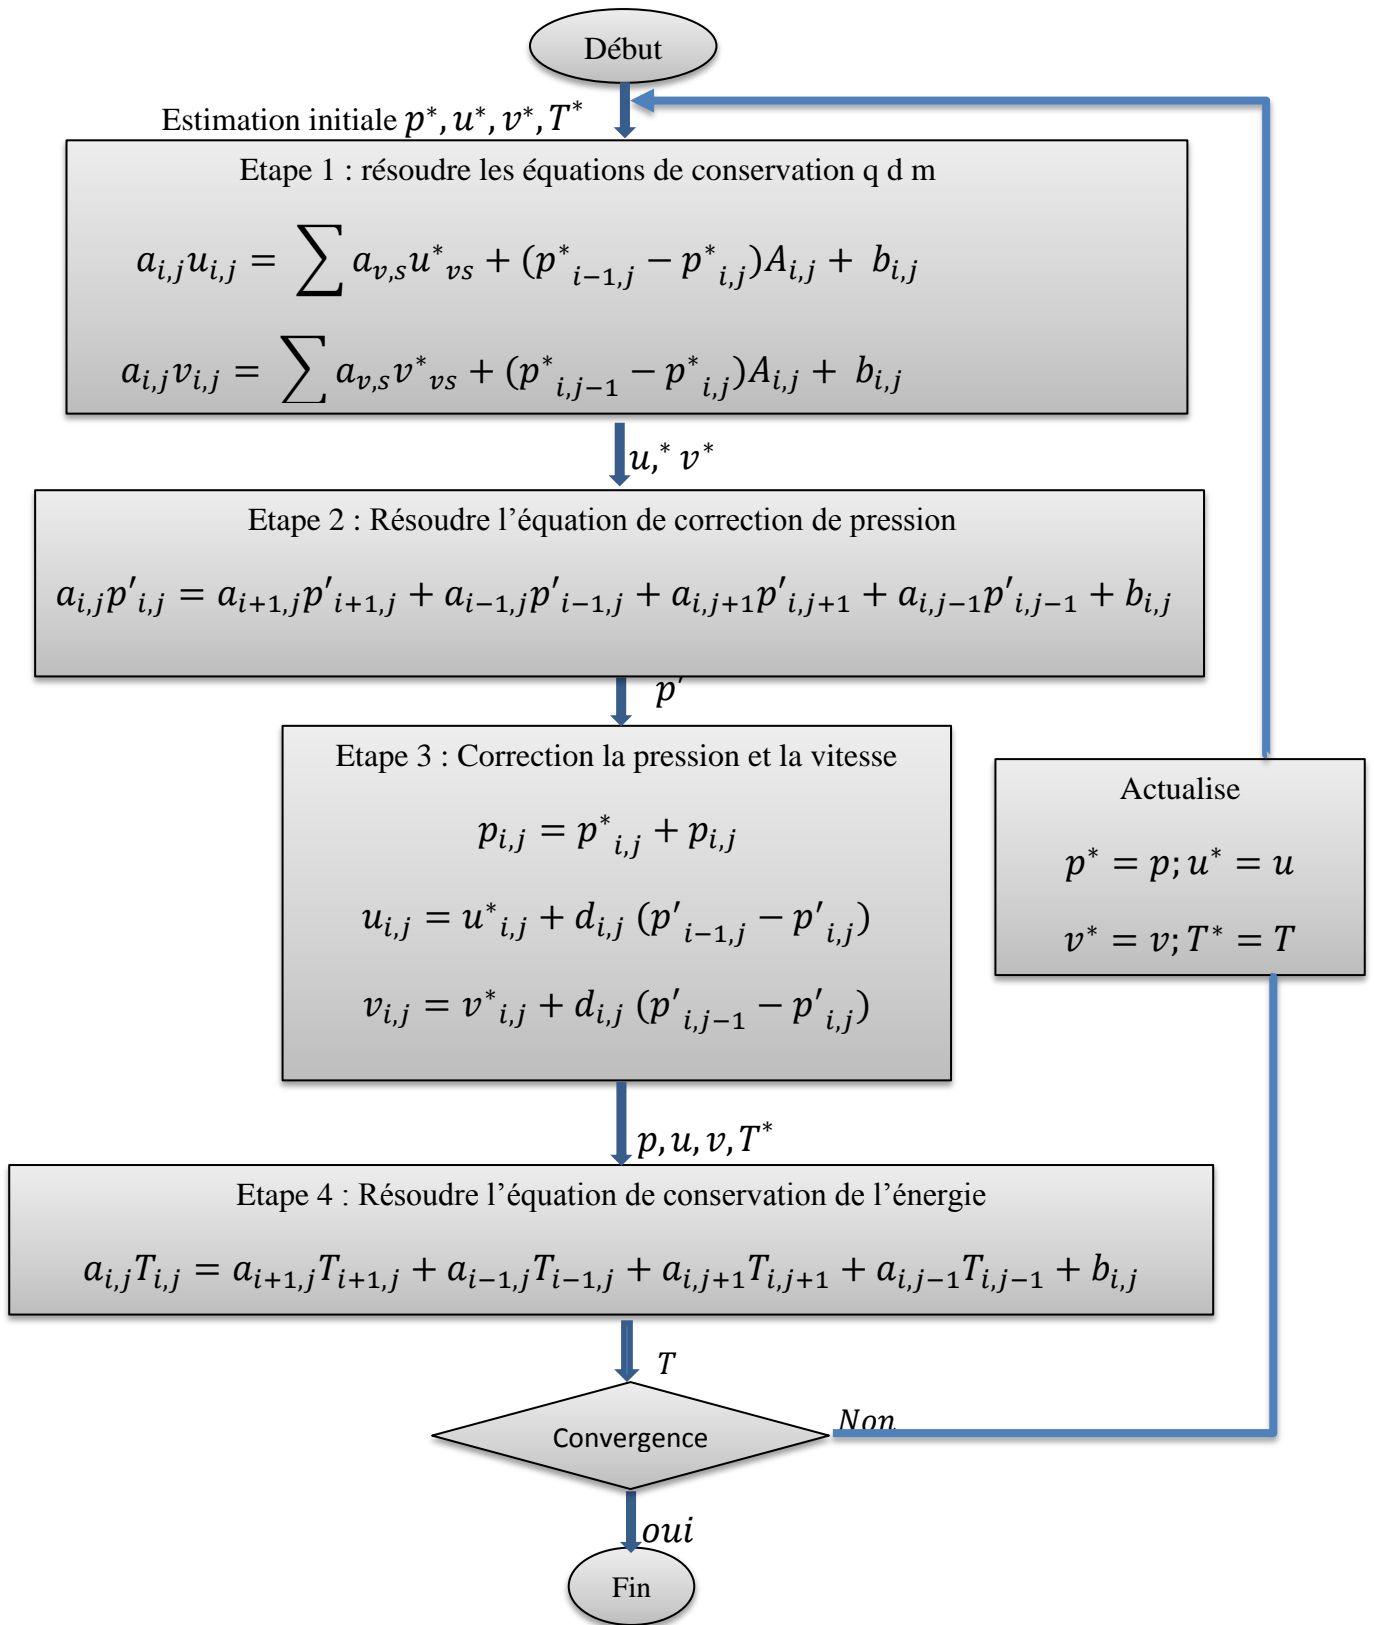 Début
Estimation initiale p*, u*, v*, T*
Etape 1 : résoudre les équations de conservation q d m
a_{i,j}u_{i,j} = ∑ a_{v,s}u*_{vs} + (p*_{i−1,j} − p*_{i,j})A_{i,j} + b_{i,j}
a_{i,j}v_{i,j} = ∑ a_{v,s}v*_{vs} + (p*_{i,j−1} − p*_{i,j})A_{i,j} + b_{i,j}
u,* v*
Etape 2 : Résoudre l’équation de correction de pression
a_{i,j}p′_{i,j} = a_{i+1,j}p′_{i+1,j} + a_{i−1,j}p′_{i−1,j} + a_{i,j+1}p′_{i,j+1} + a_{i,j−1}p′_{i,j−1} + b_{i,j}
p′
Etape 3 : Correction la pression et la vitesse
p_{i,j} = p*_{i,j} + p_{i,j}
u_{i,j} = u*_{i,j} + d_{i,j} (p′_{i−1,j} − p′_{i,j})
v_{i,j} = v*_{i,j} + d_{i,j} (p′_{i,j−1} − p′_{i,j})
Actualise
p* = p; u* = u
v* = v; T* = T
p, u, v, T*
Etape 4 : Résoudre l’équation de conservation de l’énergie
a_{i,j}T_{i,j} = a_{i+1,j}T_{i+1,j} + a_{i−1,j}T_{i−1,j} + a_{i,j+1}T_{i,j+1} + a_{i,j−1}T_{i,j−1} + b_{i,j}
T
Convergence
Non
oui
Fin